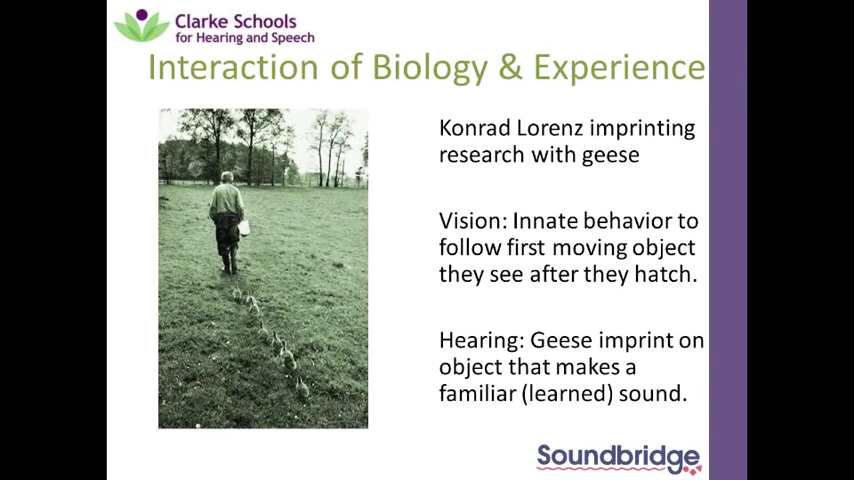 Clarke Schools
for Hearing and Speech
Interaction of Biology & Experience
Konrad Lorenz imprinting
research with geese
Vision: Innate behavior to
follow first moving object
they see after they hatch.
Hearing: Geese imprint on
object that makes a
familiar (learned) sound.
Soundbridge